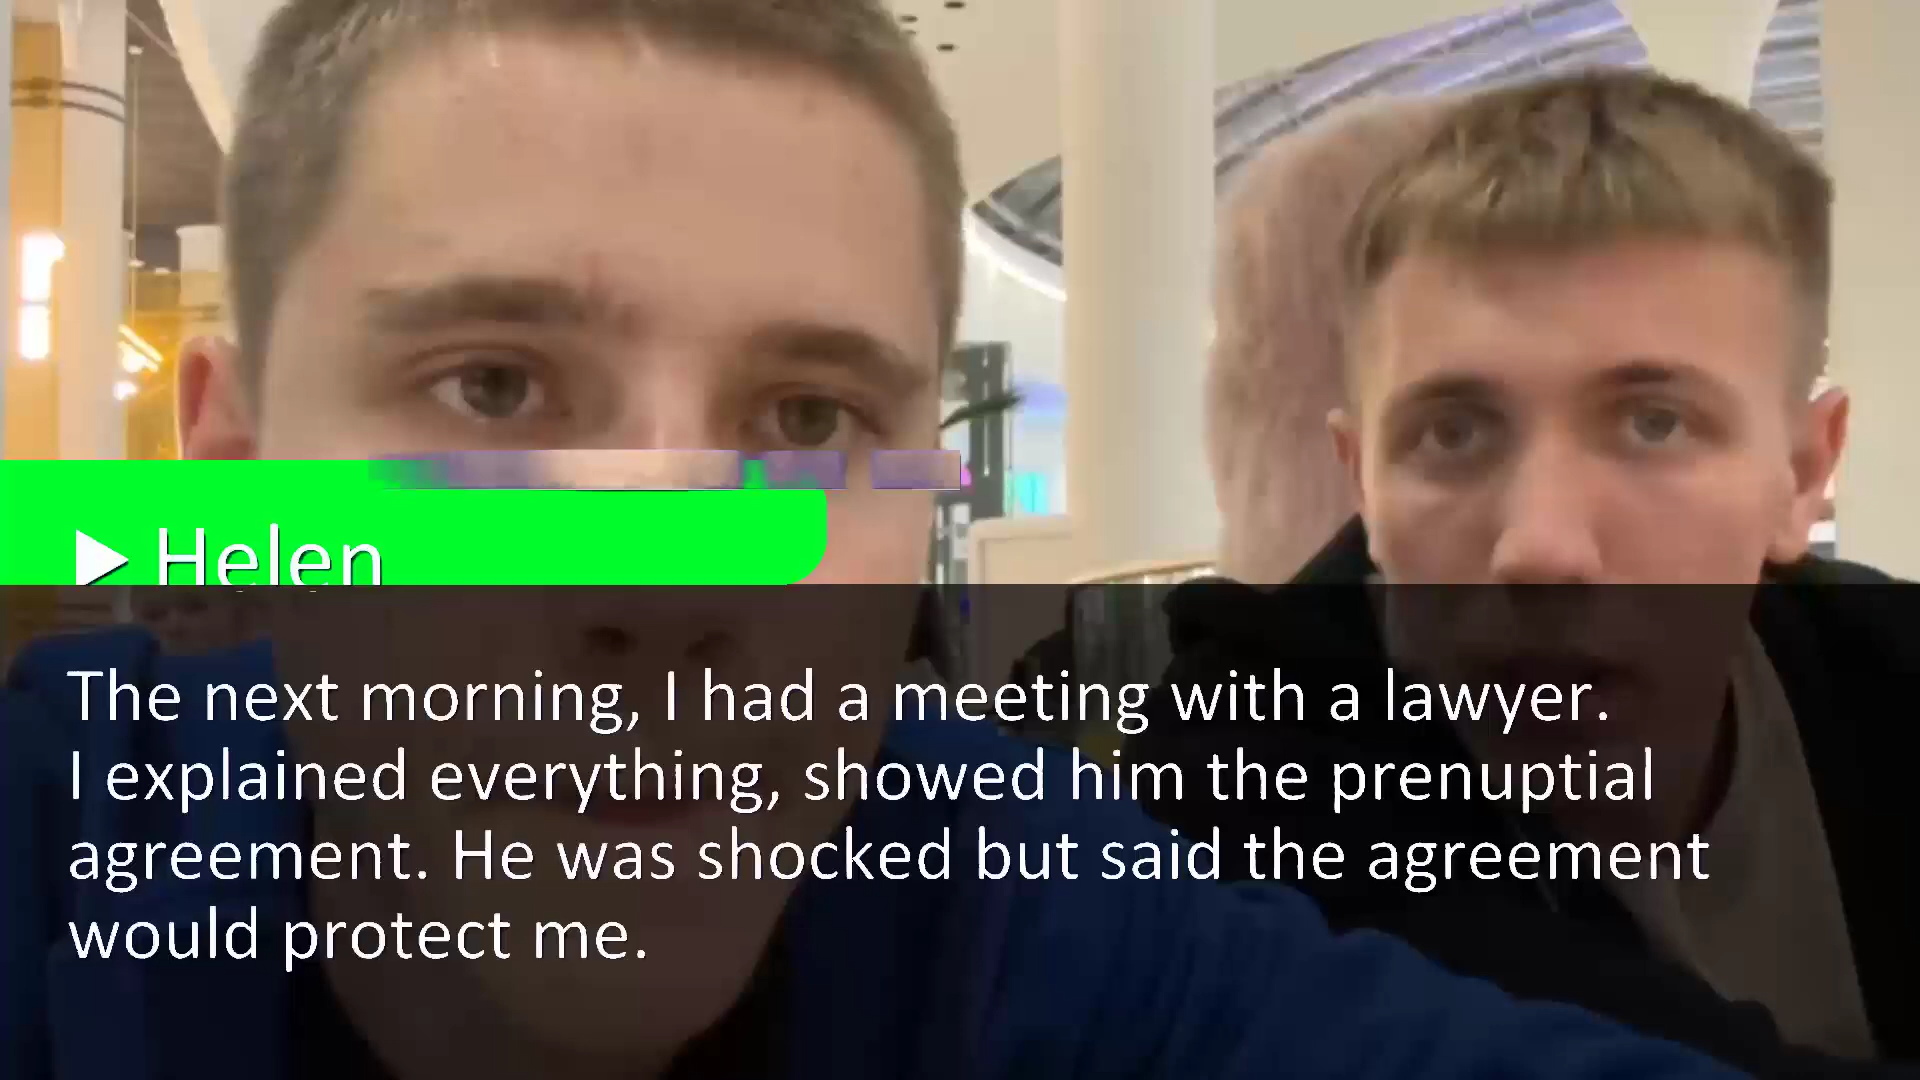 Helen
The next morning, I had a meeting with a lawyer.
I explained everything, showed him the prenuptial
agreement. He was shocked but said the agreement
would protect me.